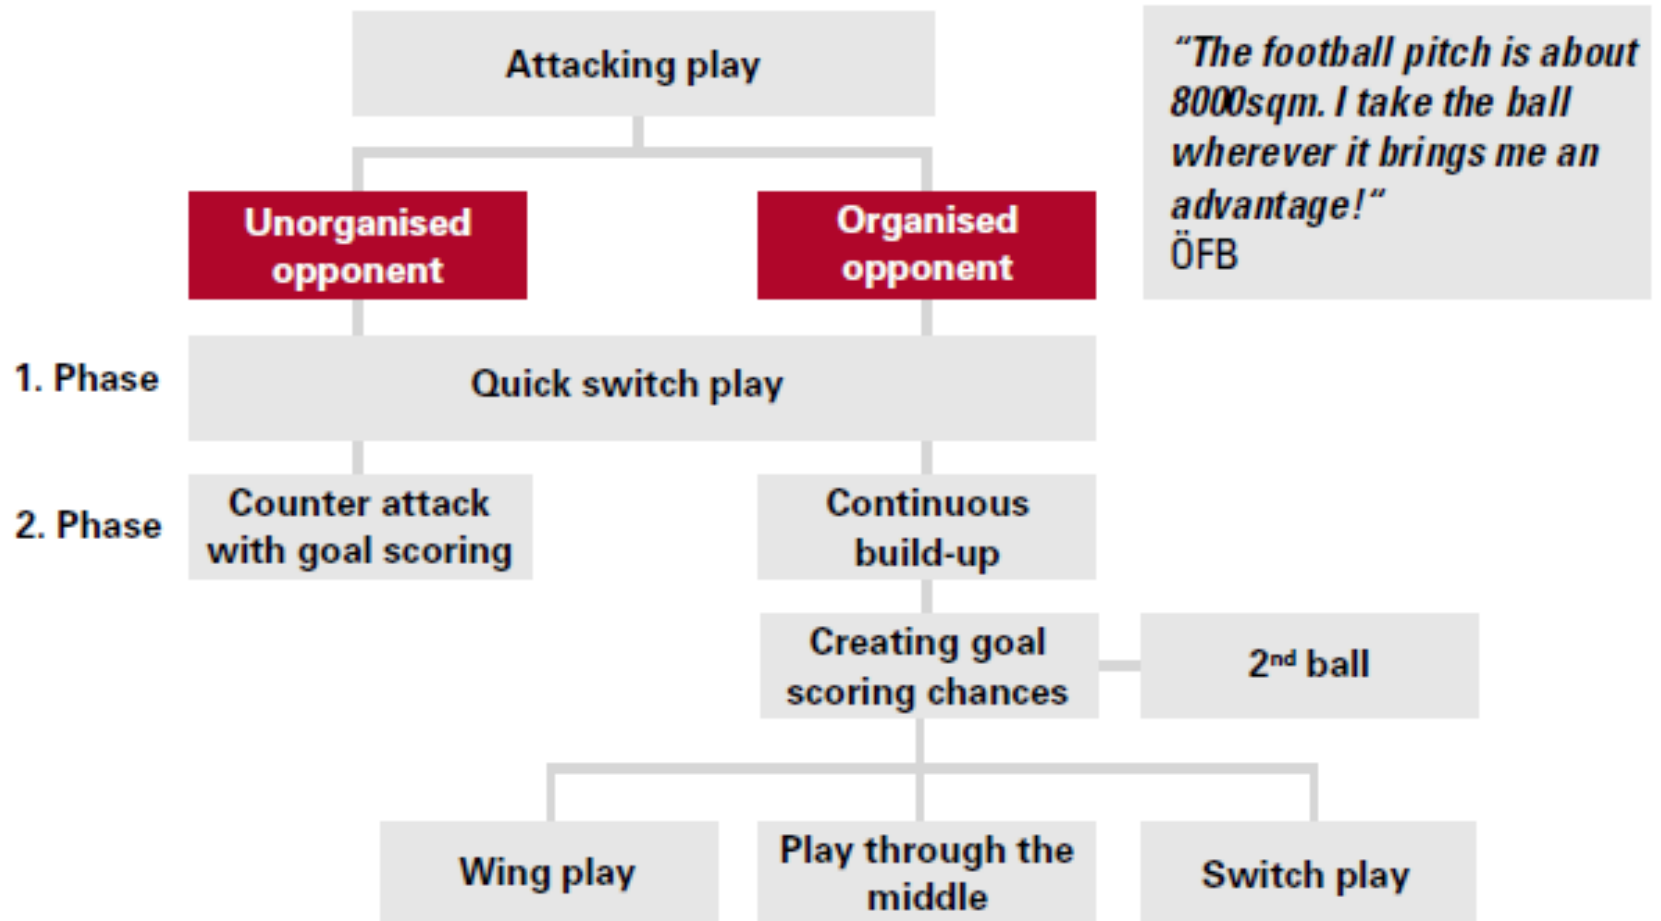 Attacking play
“The football pitch is about
8000sqm. I take the ball
wherever it brings me an
advantage!“
ÖFB
Unorganised
opponent
Organised
opponent
1. Phase
Quick switch play
2. Phase
Counter attack
with goal scoring
Continuous
build-up
Creating goal
scoring chances
2nd ball
Wing play
Play through the
middle
Switch play